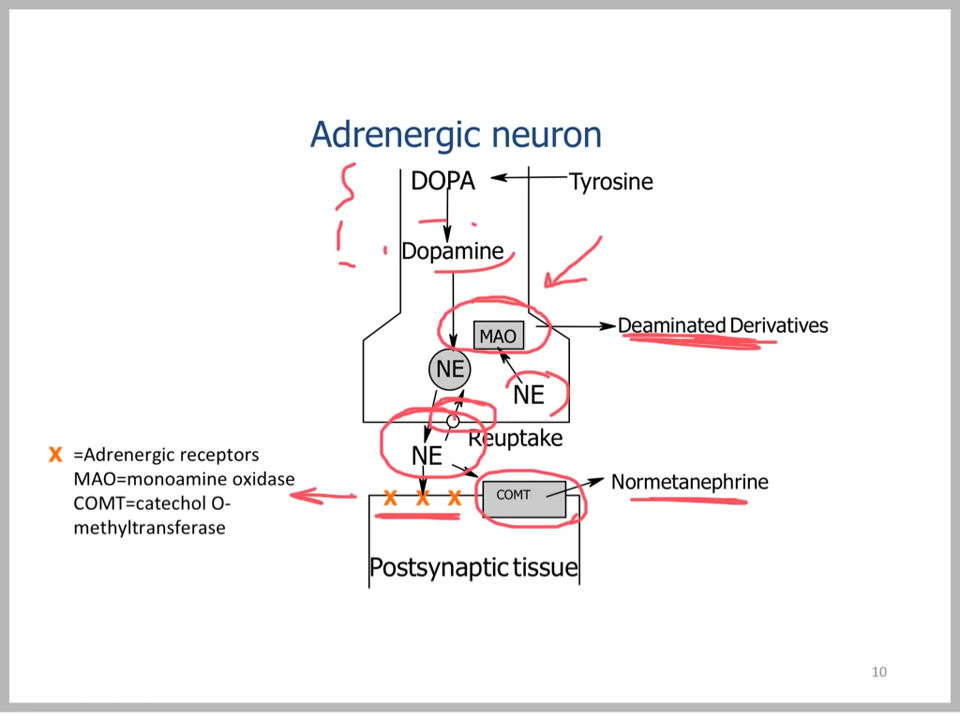 Adrenergic neuron
DOPA
Tyrosine
Dopamine
MAO
Deaminated Derivatives
NE
NE
Reuptake
NE
X =Adrenergic receptors
MAO=monoamine oxidase
COMT=catechol O-
methyltransferase
X X X
COMT
Normetanephrine
Postsynaptic tissue
10